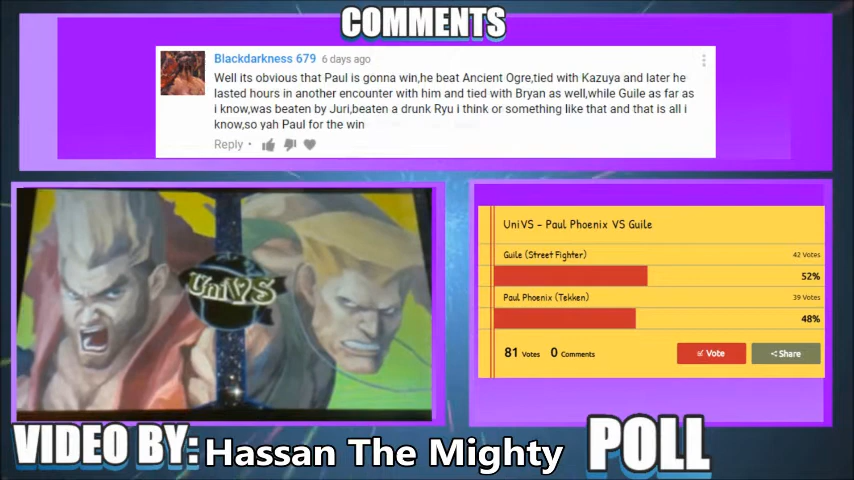 COMMENTS
Blackdarkness 679 6 days ago
Well its obvious that Paul is gonna win,he beat Ancient Ogre,tied with Kazuya and later he
lasted hours in another encounter with him and tied with Bryan as well,while Guile as far as
i know,was beaten by Juri,beaten a drunk Ryu i think or something like that and that is all i
know,so yah Paul for the win
Reply •
UniVS
UniVS - Paul Phoenix VS Guile
Guile (Street Fighter) 42 Votes
52%
Paul Phoenix (Tekken) 39 Votes
48%
81 Votes 0 Comments Vote Share
VIDEO BY: Hassan The Mighty
POLL